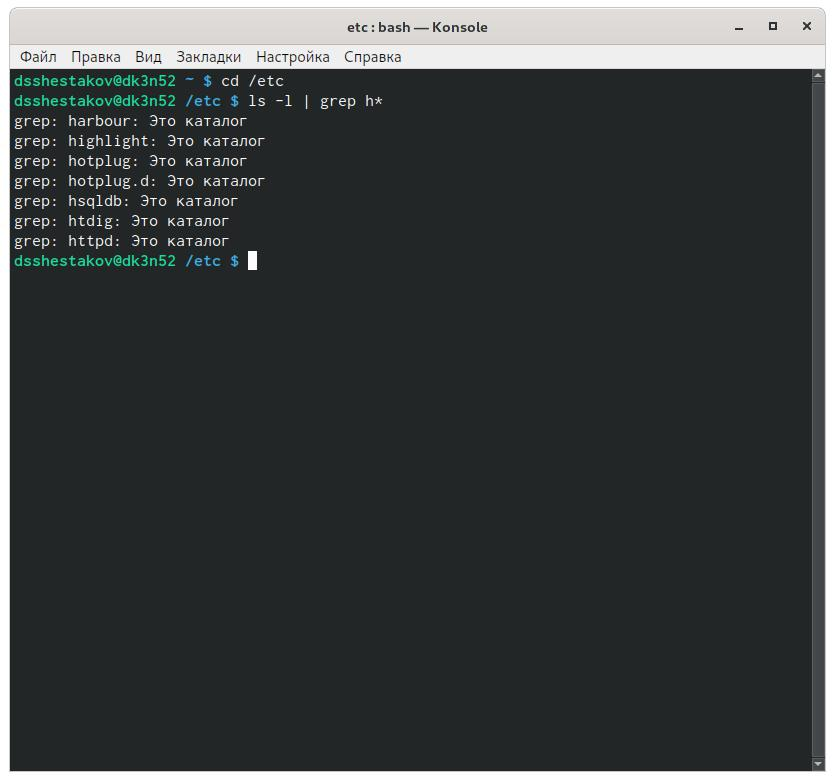 etc : bash — Konsole
Файл Правка Вид Закладки Настройка Справка
dsshestakov@dk3n52 ~ $ cd /etc
dsshestakov@dk3n52 /etc $ ls -l | grep h*
grep: harbour: Это каталог
grep: highlight: Это каталог
grep: hotplug: Это каталог
grep: hotplug.d: Это каталог
grep: hsqldb: Это каталог
grep: htdig: Это каталог
grep: httpd: Это каталог
dsshestakov@dk3n52 /etc $